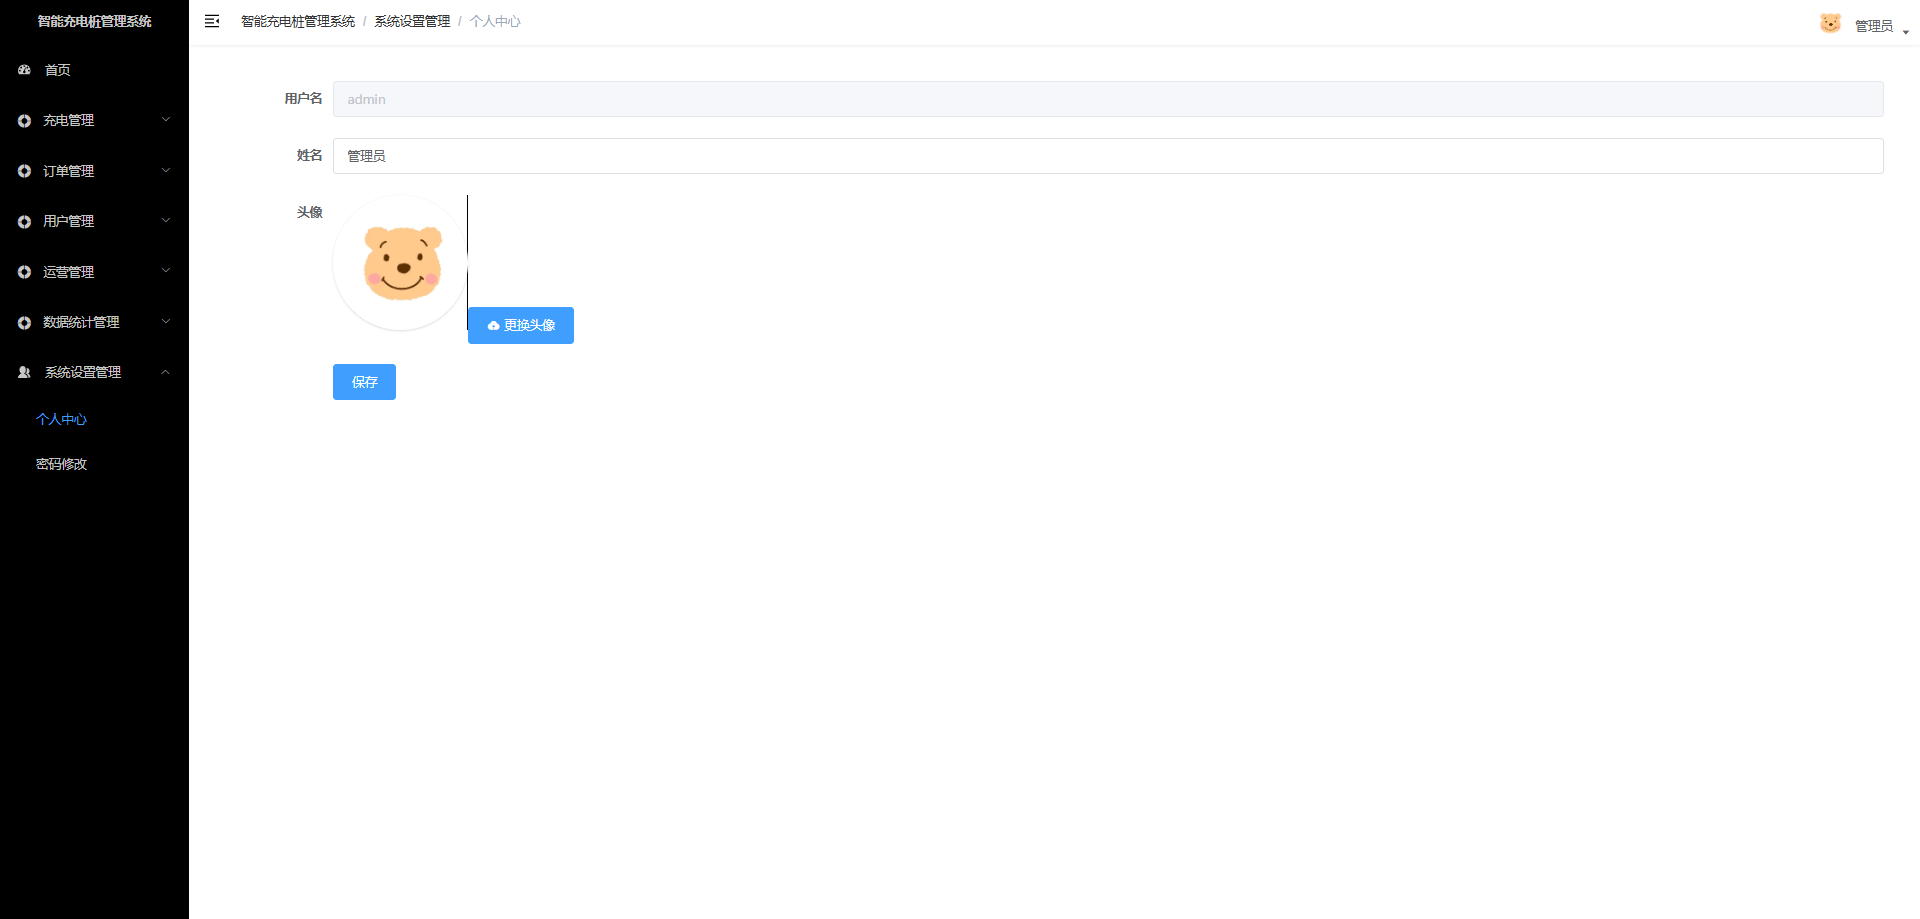 智能充电桩管理系统
首页
充电管理
订单管理
用户管理
运营管理
数据统计管理
系统设置管理
个人中心
密码修改
智能充电桩管理系统 / 系统设置管理 / 个人中心
管理员
用户名 admin
姓名 管理员
头像
更换头像
保存